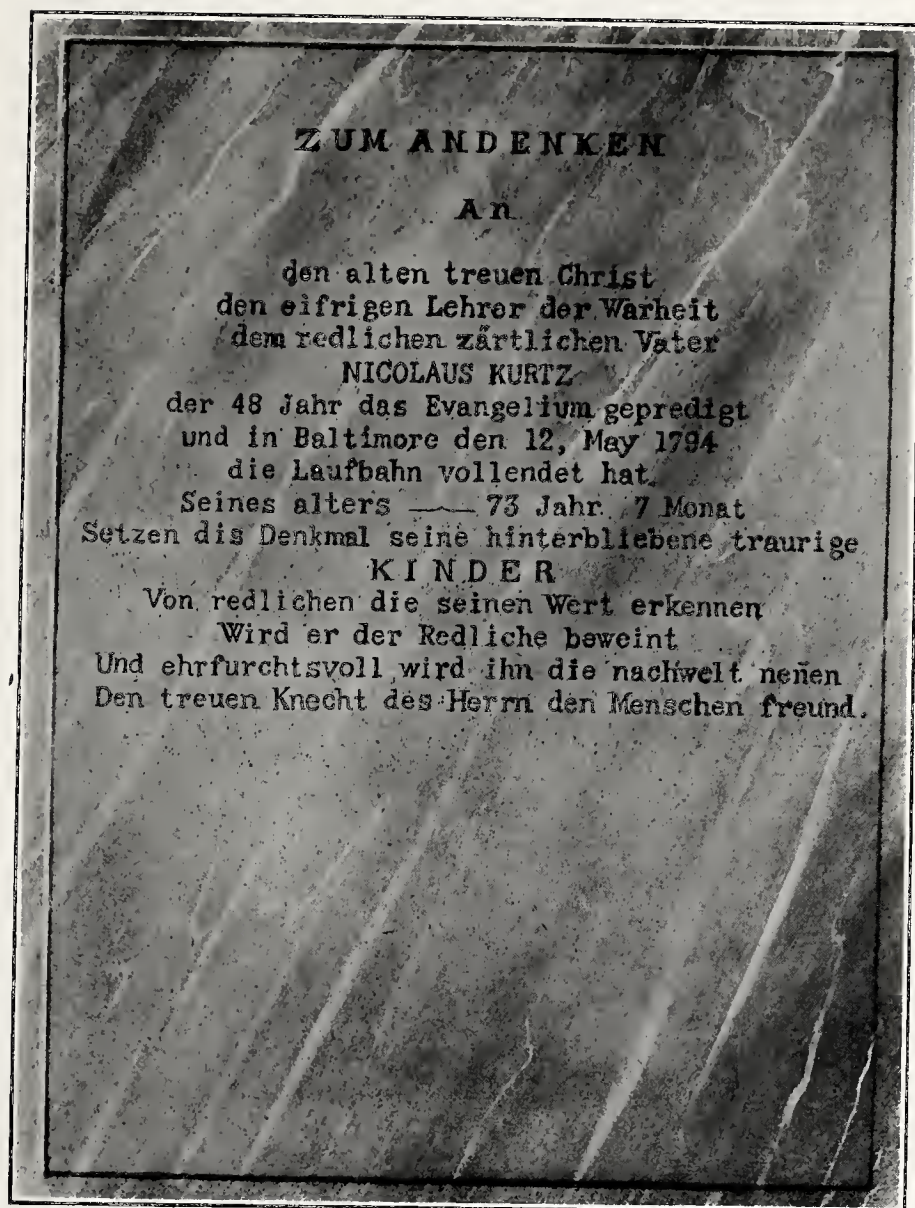 ZUM ANDENKEN
An
den alten treuen Christ
den eifrigen Lehrer der Warheit
dem redlichen zärtlichen Vater
NICOLAUS KURTZ
der 48 Jahr das Evangelium gepredigt
und in Baltimore den 12, May 1794
die Laufbahn vollendet hat.
Seines alters —— 73 Jahr 7 Monat
Setzen dis Denkmal seine hinterbliebene traurige
KINDER
Von redlichen die seinen Wert erkennen
Wird er der Redliche beweint
Und ehrfurchtsvoll wird ihn die nachwelt neñen
Den treuen Knecht des Herrn den Menschen freund.